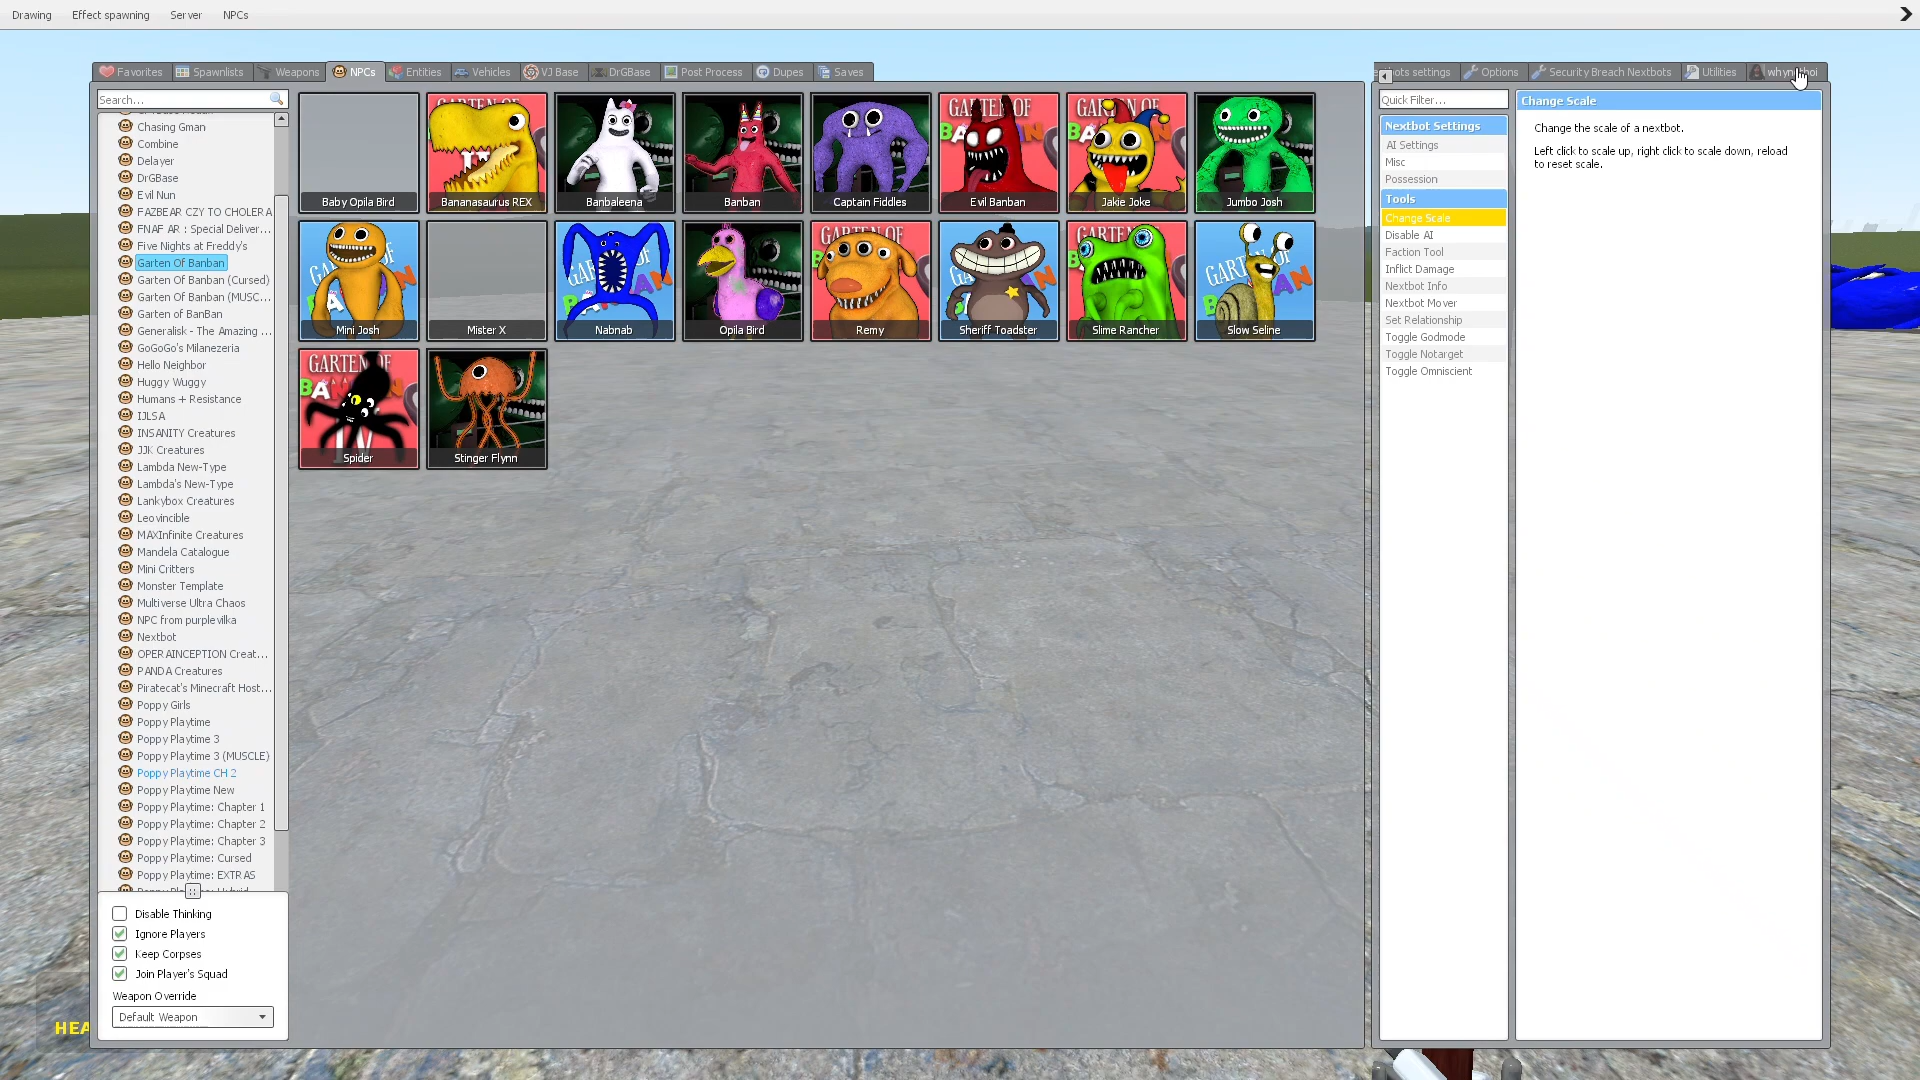 Drawing Effect spawning Server NPCs
Favorites Spawnlists Weapons NPCs Entities Vehicles VJ Base DrGBase Post Process Dupes Saves
Search...
Chasing Gman
Combine
Delayer
DrGBase
Evil Nun
FAZBEAR CZY TO CHOLERA
FNAF AR : Special Deliver...
Five Nights at Freddy's
Garten Of Banban
Garten Of Banban (Cursed)
Garten Of Banban (MUSC...
Garten of BanBan
Generalisk - The Amazing ...
GoGoGo's Milanezeria
Hello Neighbor
Huggy Wuggy
Humans + Resistance
IJLSA
INSANITY Creatures
JJK Creatures
Lambda New-Type
Lambda's New-Type
Lankybox Creatures
Leovincible
MAXInfinite Creatures
Mandela Catalogue
Mini Critters
Monster Template
Multiverse Ultra Chaos
NPC from purplevilka
Nextbot
OPERAINCEPTION Creat...
PANDA Creatures
Piratecat's Minecraft Host...
Poppy Girls
Poppy Playtime
Poppy Playtime 3
Poppy Playtime 3 (MUSCLE)
Poppy Playtime CH 2
Poppy Playtime New
Poppy Playtime: Chapter 1
Poppy Playtime: Chapter 2
Poppy Playtime: Chapter 3
Poppy Playtime: Cursed
Poppy Playtime: EXTRAS
Disable Thinking
Ignore Players
Keep Corpses
Join Player's Squad
Weapon Override
Default Weapon
HEA
Baby Opila Bird
Bananasaurus REX
Banbaleena
Banban
Captain Fiddles
Evil Banban
Jakie Joke
Jumbo Josh
Mini Josh
Mister X
Nabnab
Opila Bird
Remy
Sheriff Toadster
Slime Rancher
Slow Seline
Spider
Stinger Flynn
settings Options Security Breach Nextbots Utilities
Quick Filter...
Nextbot Settings
AI Settings
Misc
Possession
Tools
Change Scale
Disable AI
Faction Tool
Inflict Damage
Nextbot Info
Nextbot Mover
Set Relationship
Toggle Godmode
Toggle Notarget
Toggle Omniscient
Change Scale
Change the scale of a nextbot.
Left click to scale up, right click to scale down, reload
to reset scale.